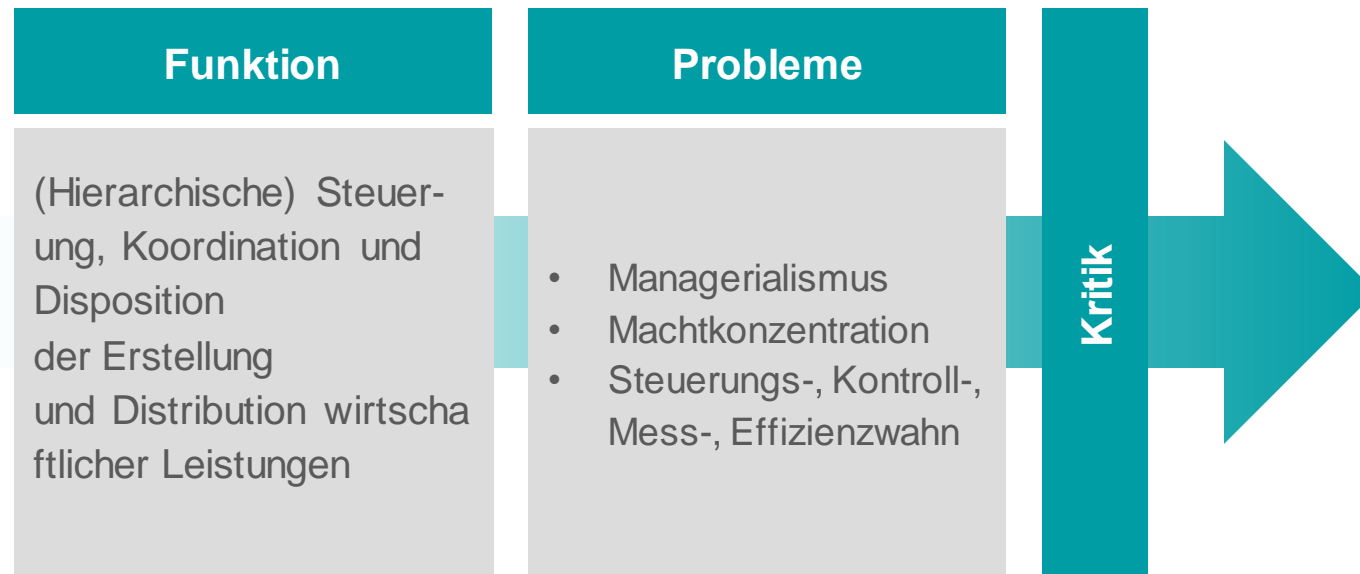 Funktion
(Hierarchische) Steuer-
ung, Koordination und
Disposition
der Erstellung
und Distribution wirtscha
ftlicher Leistungen
Probleme
• Managerialismus
• Machtkonzentration
• Steuerungs-, Kontroll-,
Mess-, Effizienzwahn
Kritik